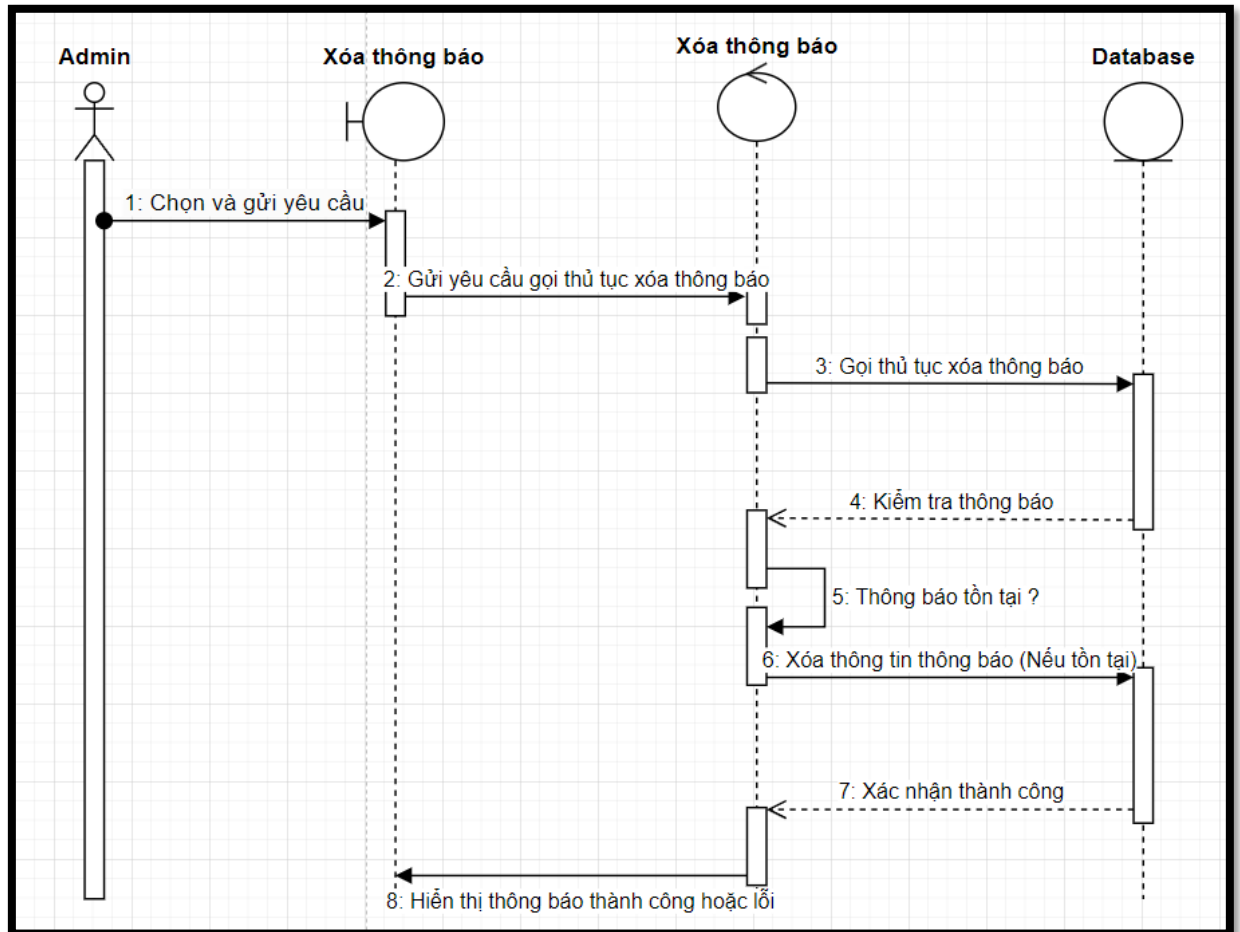 Admin
Xóa thông báo
Xóa thông báo
Database
1: Chọn và gửi yêu cầu
2: Gửi yêu cầu gọi thủ tục xóa thông báo
3: Gọi thủ tục xóa thông báo
4: Kiểm tra thông báo
5: Thông báo tồn tại ?
6: Xóa thông tin thông báo (Nếu tồn tại)
7: Xác nhận thành công
8: Hiển thị thông báo thành công hoặc lỗi